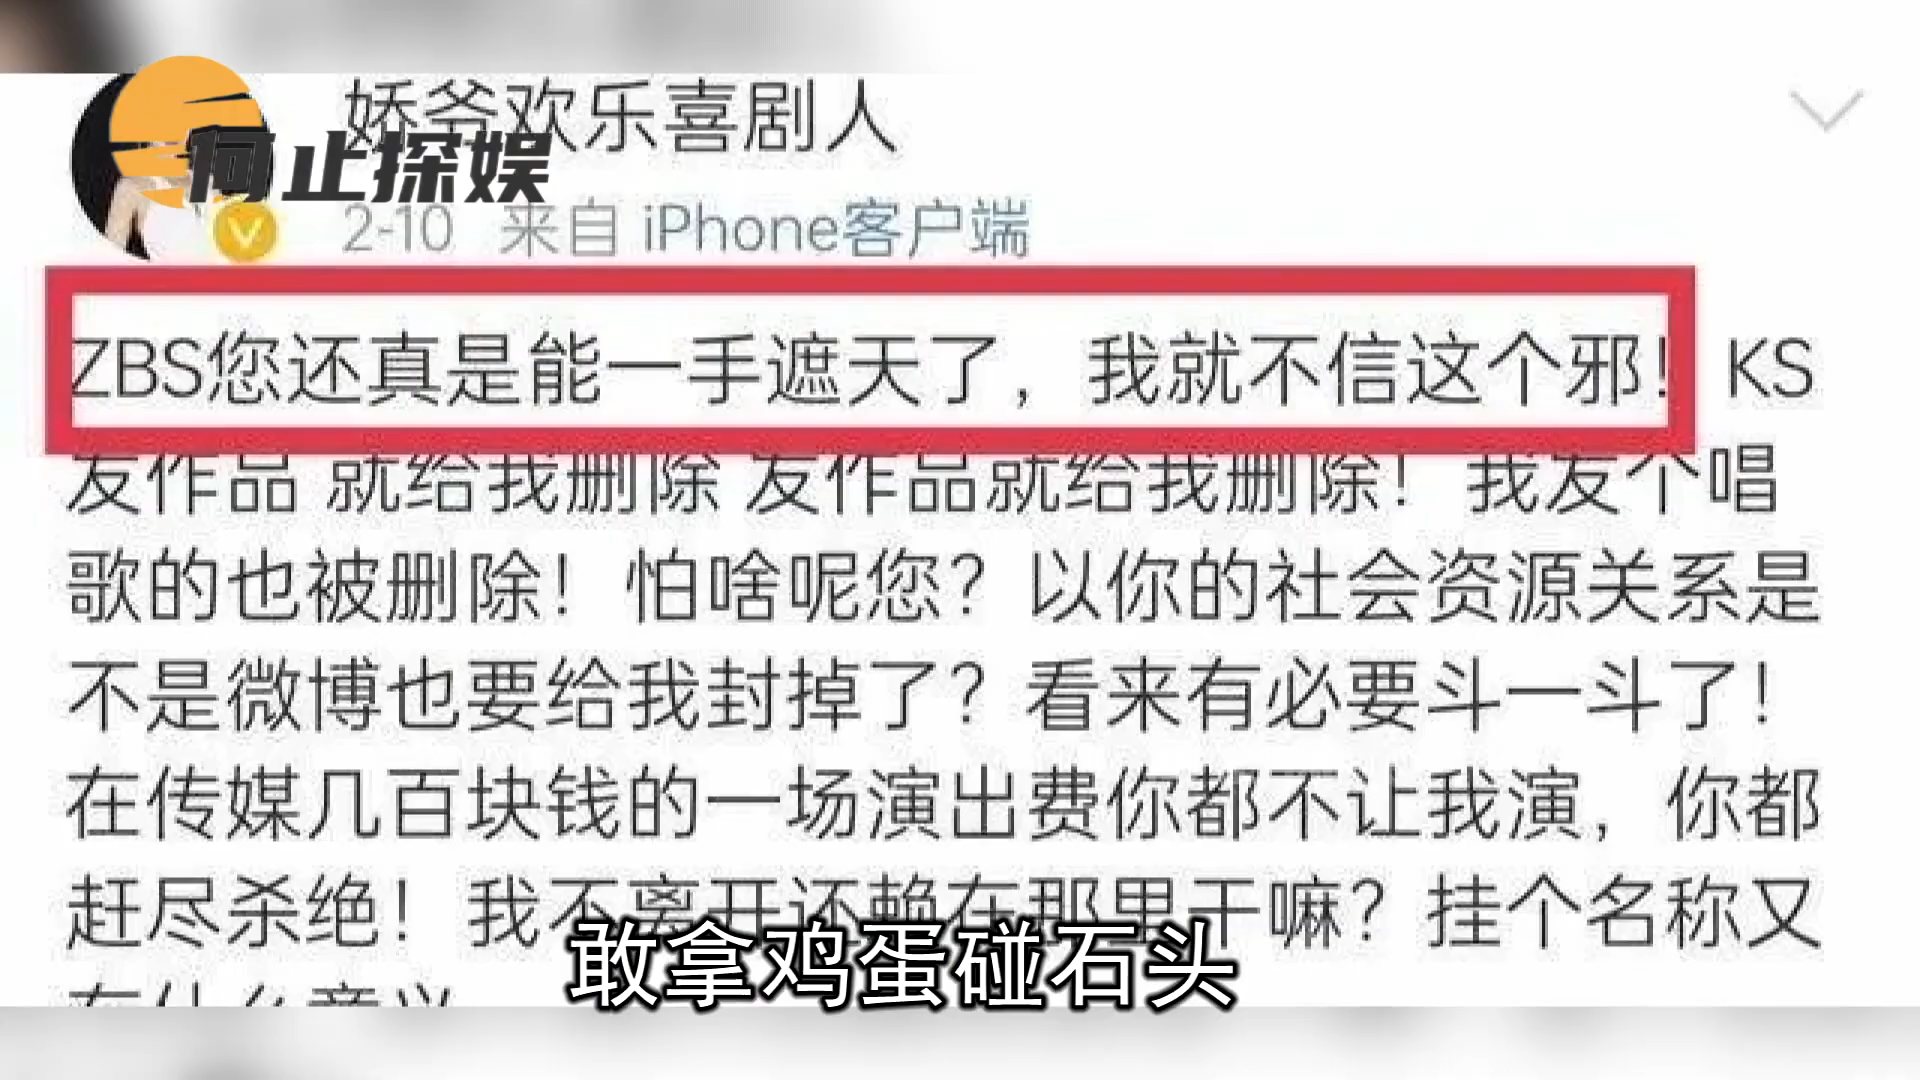 娇爷欢乐喜剧人
何止探娱
2-10 来自 iPhone客户端
ZBS您还真是能一手遮天了，我就不信这个邪！KS
发作品 就给我删除 发作品就给我删除！我发个唱
歌的也被删除！怕啥呢您？以你的社会资源关系是
不是微博也要给我封掉了？看来有必要斗一斗了！
在传媒几百块钱的一场演出费你都不让我演，你都
赶尽杀绝！我不离开还赖在那里干嘛？挂个名称又
有什么意义
敢拿鸡蛋碰石头